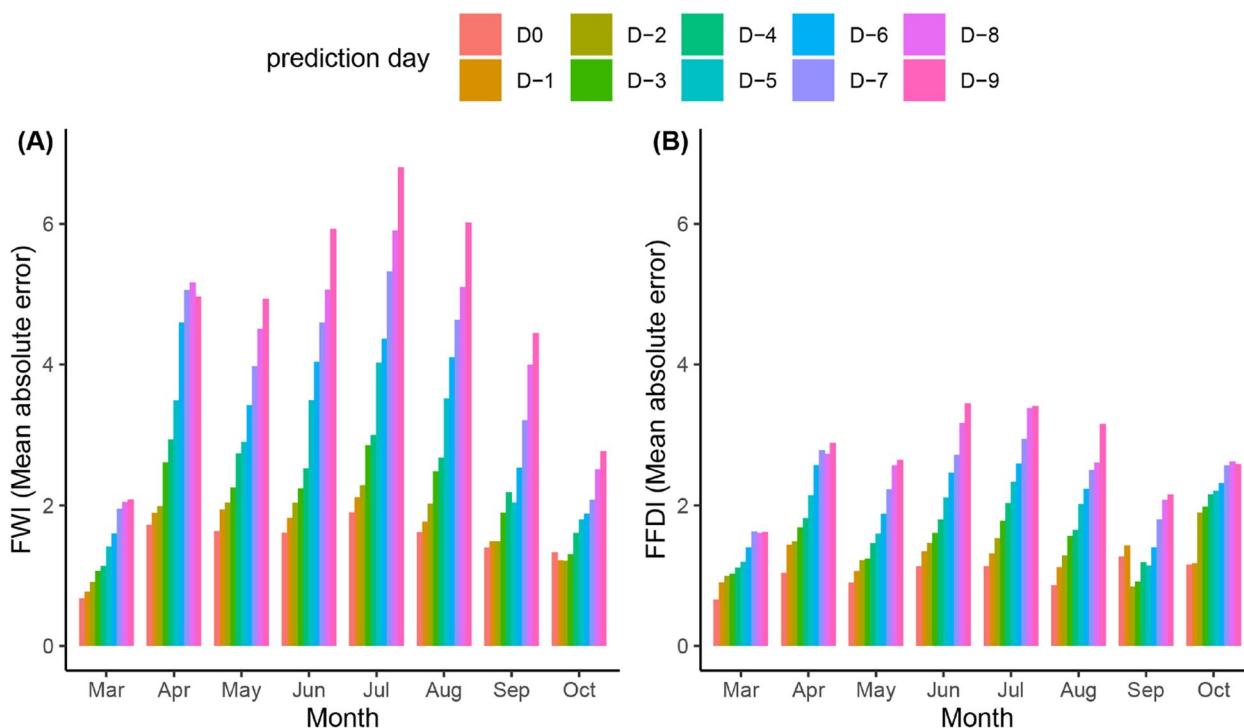 prediction day
D0 D−2 D−4 D−6 D−8
D−1 D−3 D−5 D−7 D−9
(A)
FWI (Mean absolute error)
6
4
2
0
Mar Apr May Jun Jul Aug Sep Oct
Month
(B)
FFDI (Mean absolute error)
6
4
2
0
Mar Apr May Jun Jul Aug Sep Oct
Month